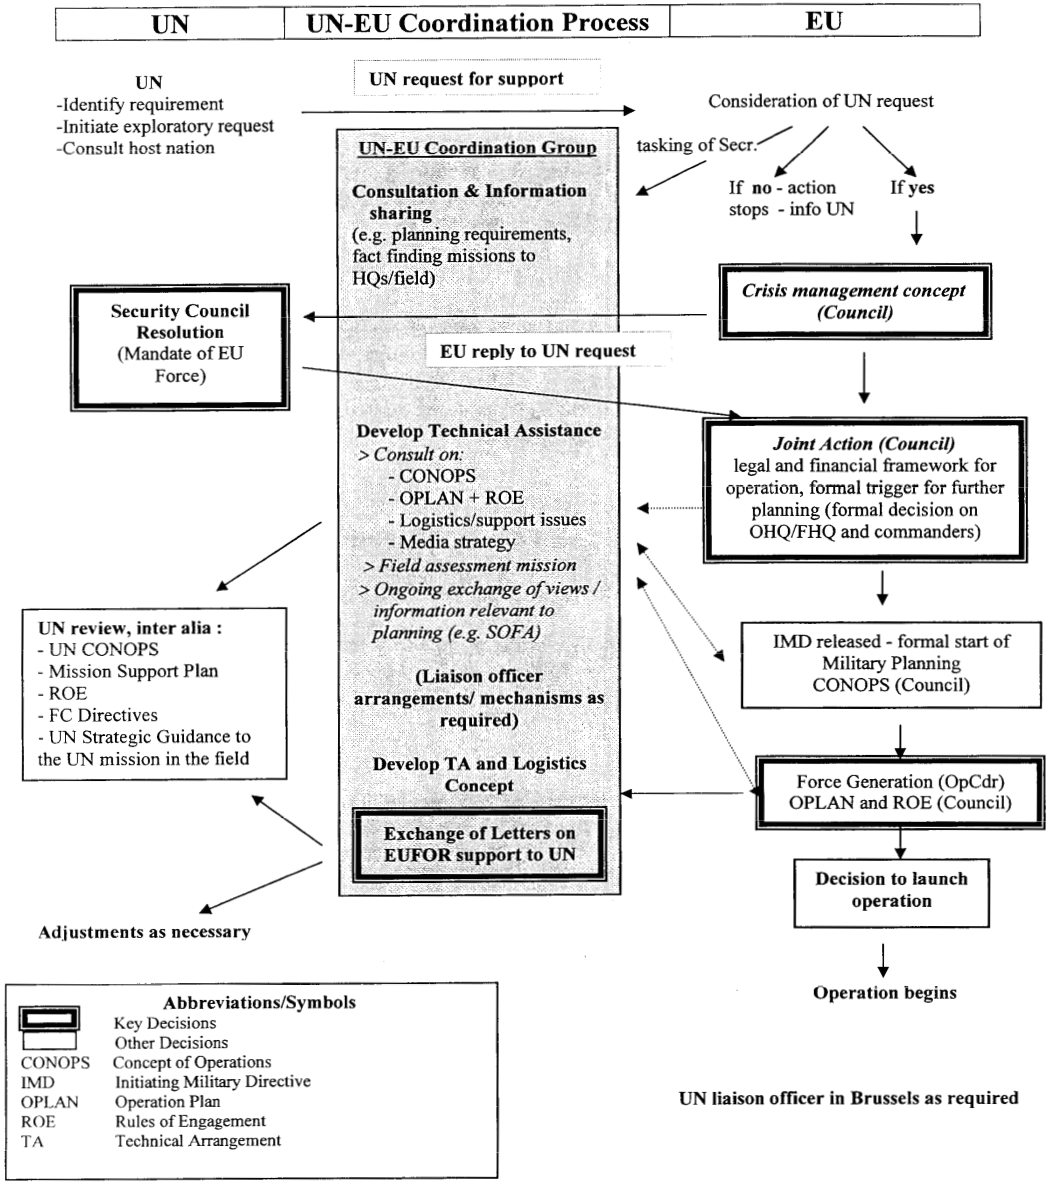 UN
UN-EU Coordination Process
EU
UN
-Identify requirement
-Initiate exploratory request
-Consult host nation
UN request for support
Consideration of UN request
tasking of Secr.
If no - action
stops - info UN
If yes
UN-EU Coordination Group
Consultation & Information
sharing
(e.g. planning requirements,
fact finding missions to
HQs/field)
Crisis management concept
(Council)
Security Council
Resolution
(Mandate of EU
Force)
EU reply to UN request
Joint Action (Council)
legal and financial framework for
operation, formal trigger for further
planning (formal decision on
OHQ/FHQ and commanders)
Develop Technical Assistance
> Consult on:
- CONOPS
- OPLAN + ROE
- Logistics/support issues
- Media strategy
> Field assessment mission
> Ongoing exchange of views /
information relevant to
planning (e.g. SOFA)
(Liaison officer
arrangements/ mechanisms as
required)
Develop TA and Logistics
Concept
Exchange of Letters on
EUFOR support to UN
UN review, inter alia :
- UN CONOPS
- Mission Support Plan
- ROE
- FC Directives
- UN Strategic Guidance to
the UN mission in the field
Adjustments as necessary
IMD released - formal start of
Military Planning
CONOPS (Council)
Force Generation (OpCdr)
OPLAN and ROE (Council)
Decision to launch
operation
Operation begins
UN liaison officer in Brussels as required
Abbreviations/Symbols
Key Decisions
Other Decisions
CONOPS Concept of Operations
IMD Initiating Military Directive
OPLAN Operation Plan
ROE Rules of Engagement
TA Technical Arrangement